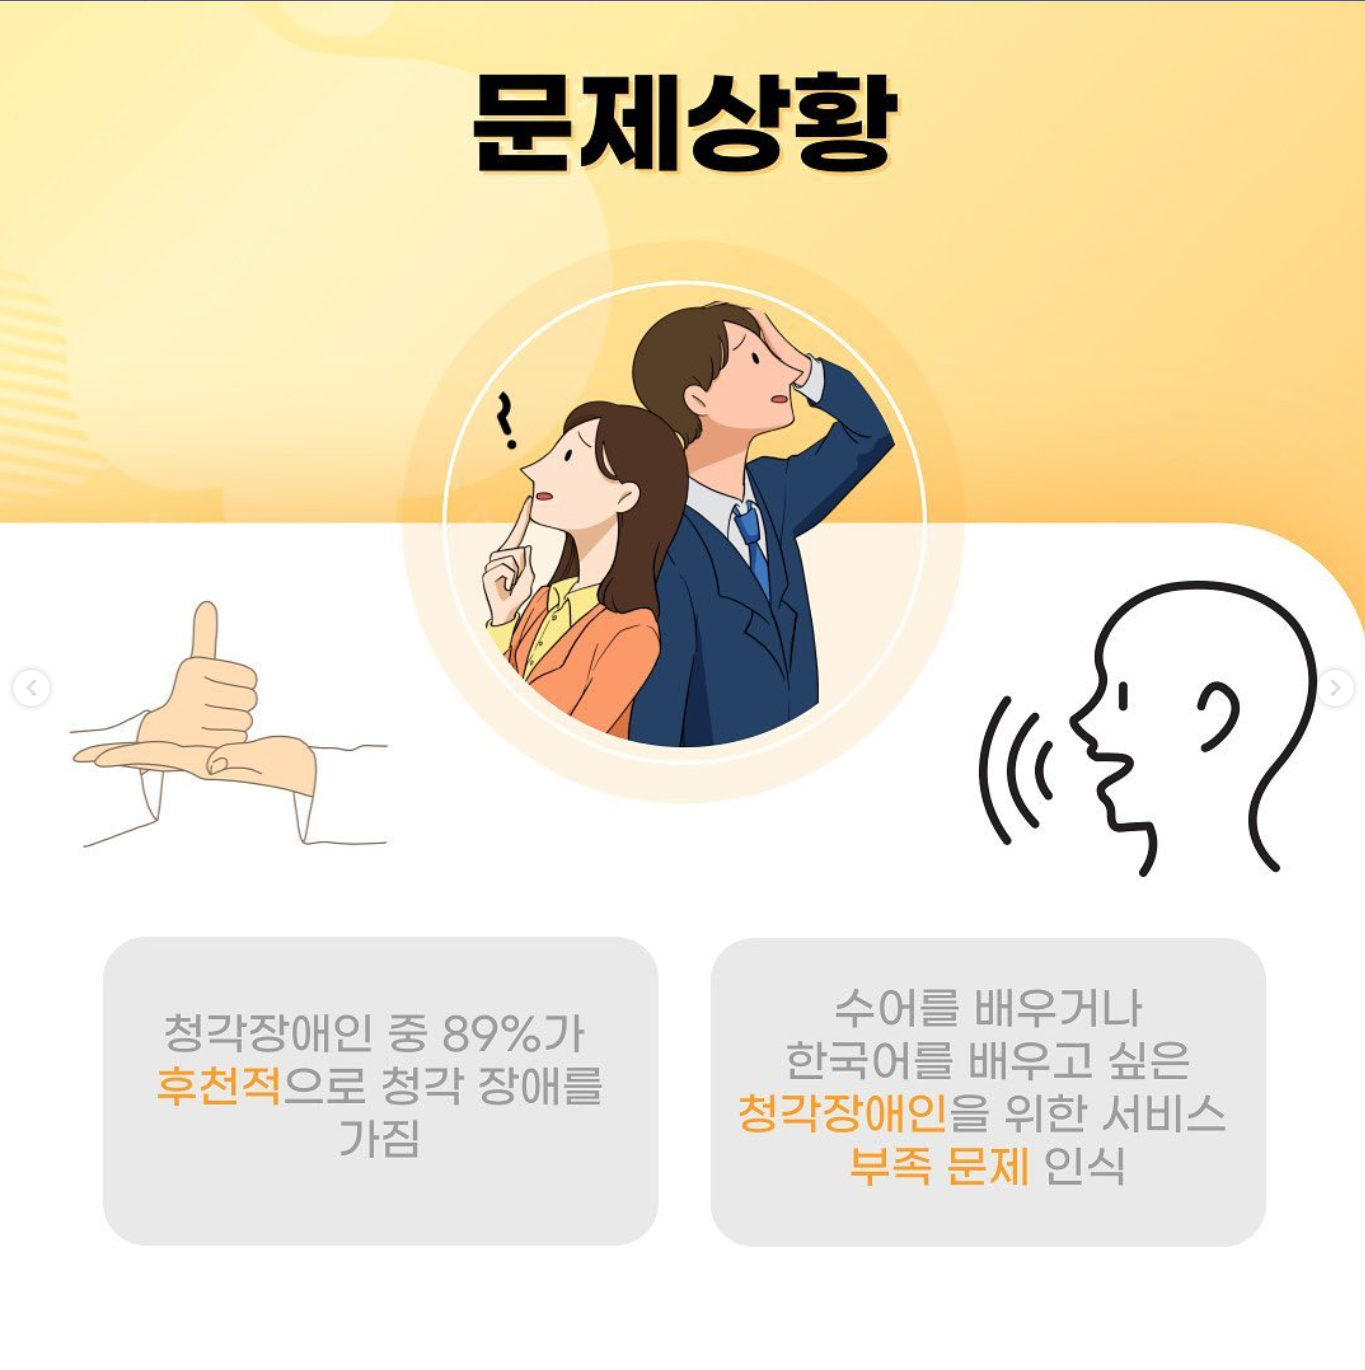 문제상황
청각장애인 중 89%가
후천적으로 청각 장애를
가짐
수어를 배우거나
한국어를 배우고 싶은
청각장애인을 위한 서비스
부족 문제 인식